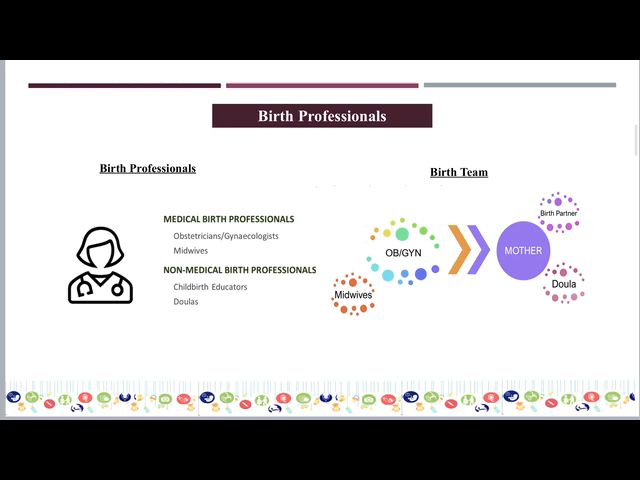 Birth Professionals
Birth Professionals
MEDICAL BIRTH PROFESSIONALS
Obstetricians/Gynaecologists
Midwives
NON-MEDICAL BIRTH PROFESSIONALS
Childbirth Educators
Doulas
Birth Team
Birth Partner
OB/GYN
MOTHER
Midwives
Doula